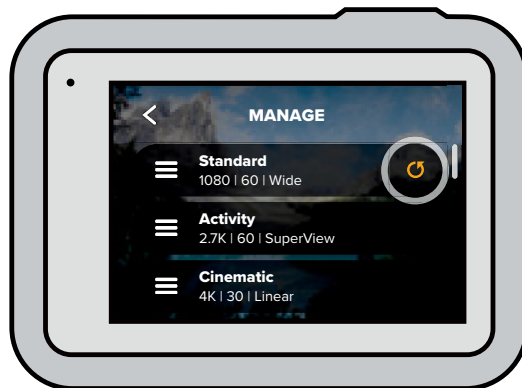 MANAGE
Standard
1080 | 60 | Wide
Activity
2.7K | 60 | SuperView
Cinematic
4K | 30 | Linear